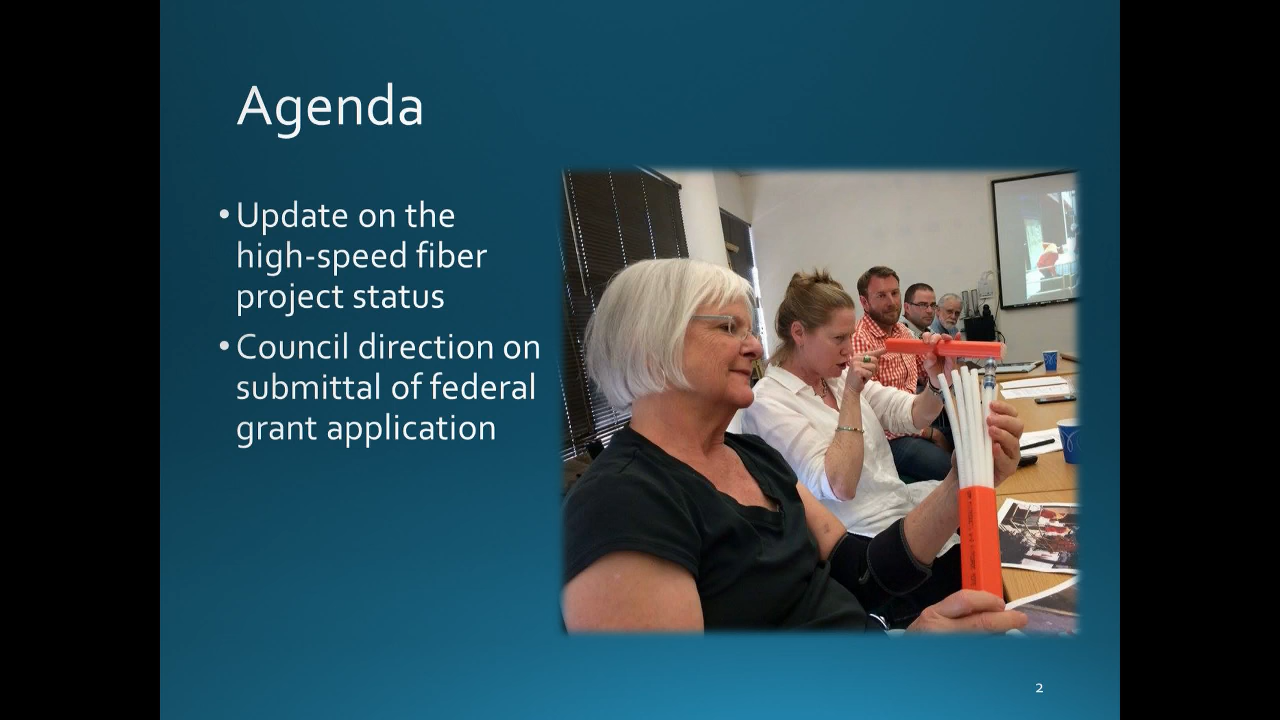 Agenda
•Update on the
high-speed fiber
project status
•Council direction on
submittal of federal
grant application
2